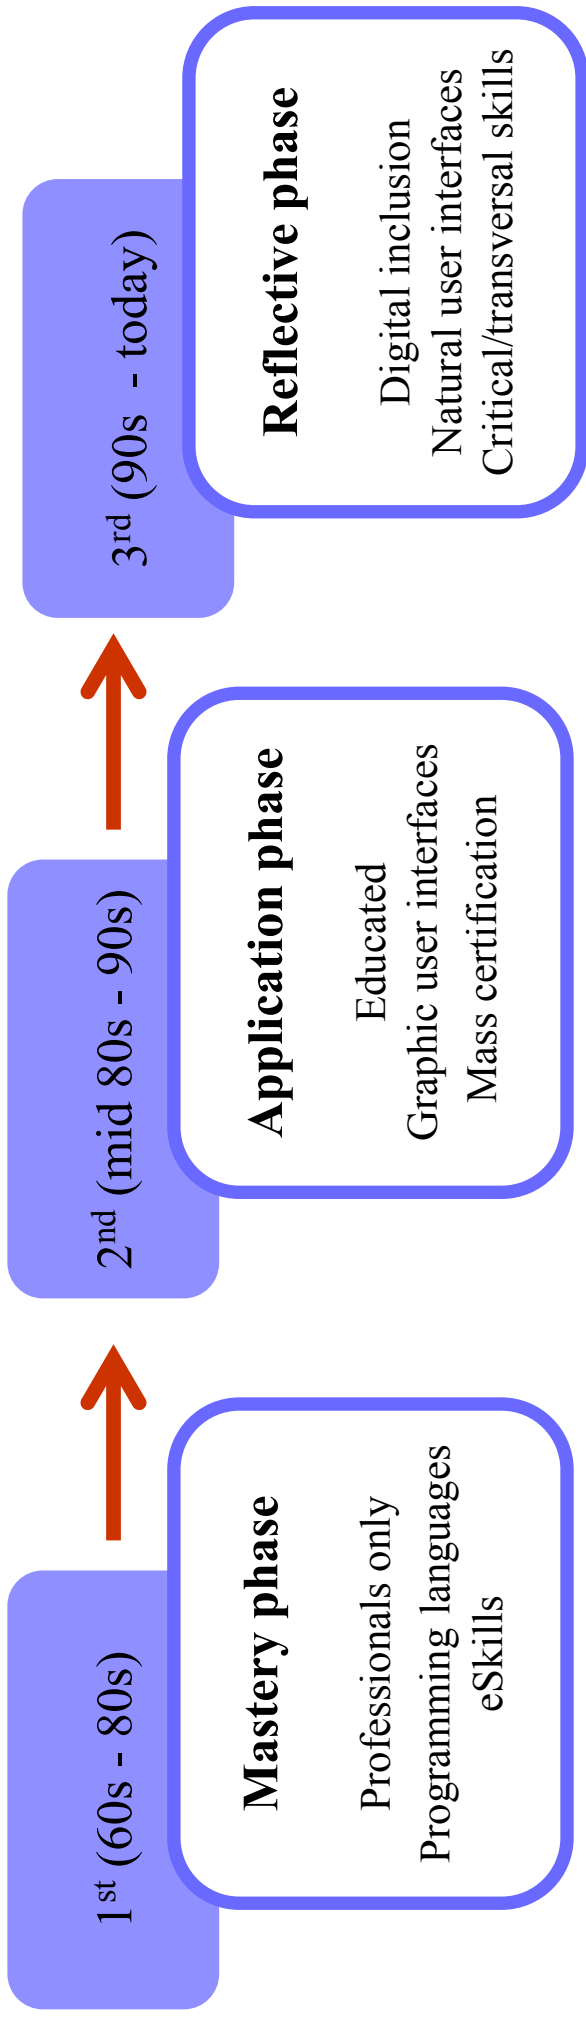 1st (60s - 80s)
Mastery phase
Professionals only
Programming languages
eSkills
2nd (mid 80s - 90s)
Application phase
Educated
Graphic user interfaces
Mass certification
3rd (90s - today)
Reflective phase
Digital inclusion
Natural user interfaces
Critical/transversal skills